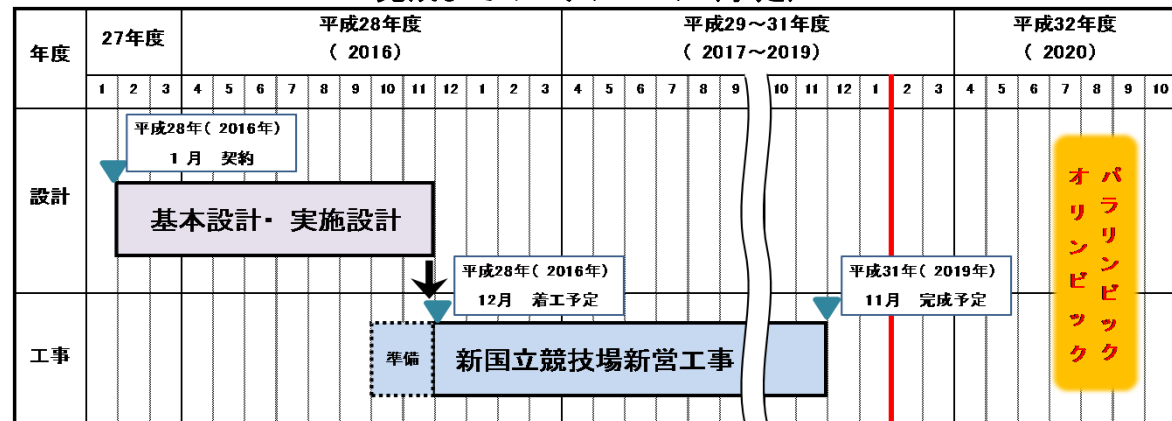 年度
27年度
平成28年度
( 2016)
平成29～31年度
( 2017～2019)
平成32年度
( 2020)
1 2 3 4 5 6 7 8 9 10 11 12 1 2 3 4 5 6 7 8 9 10 11 12 1 2 3 4 5 6 7 8 9 10
設計
平成28年( 2016年)
1 月 契約
基本設計・ 実施設計
平成28年( 2016年)
12月 着工予定
平成31年( 2019年)
11月 完成予定
工事
準備
新国立競技場新営工事
オリンピック
パラリンピック